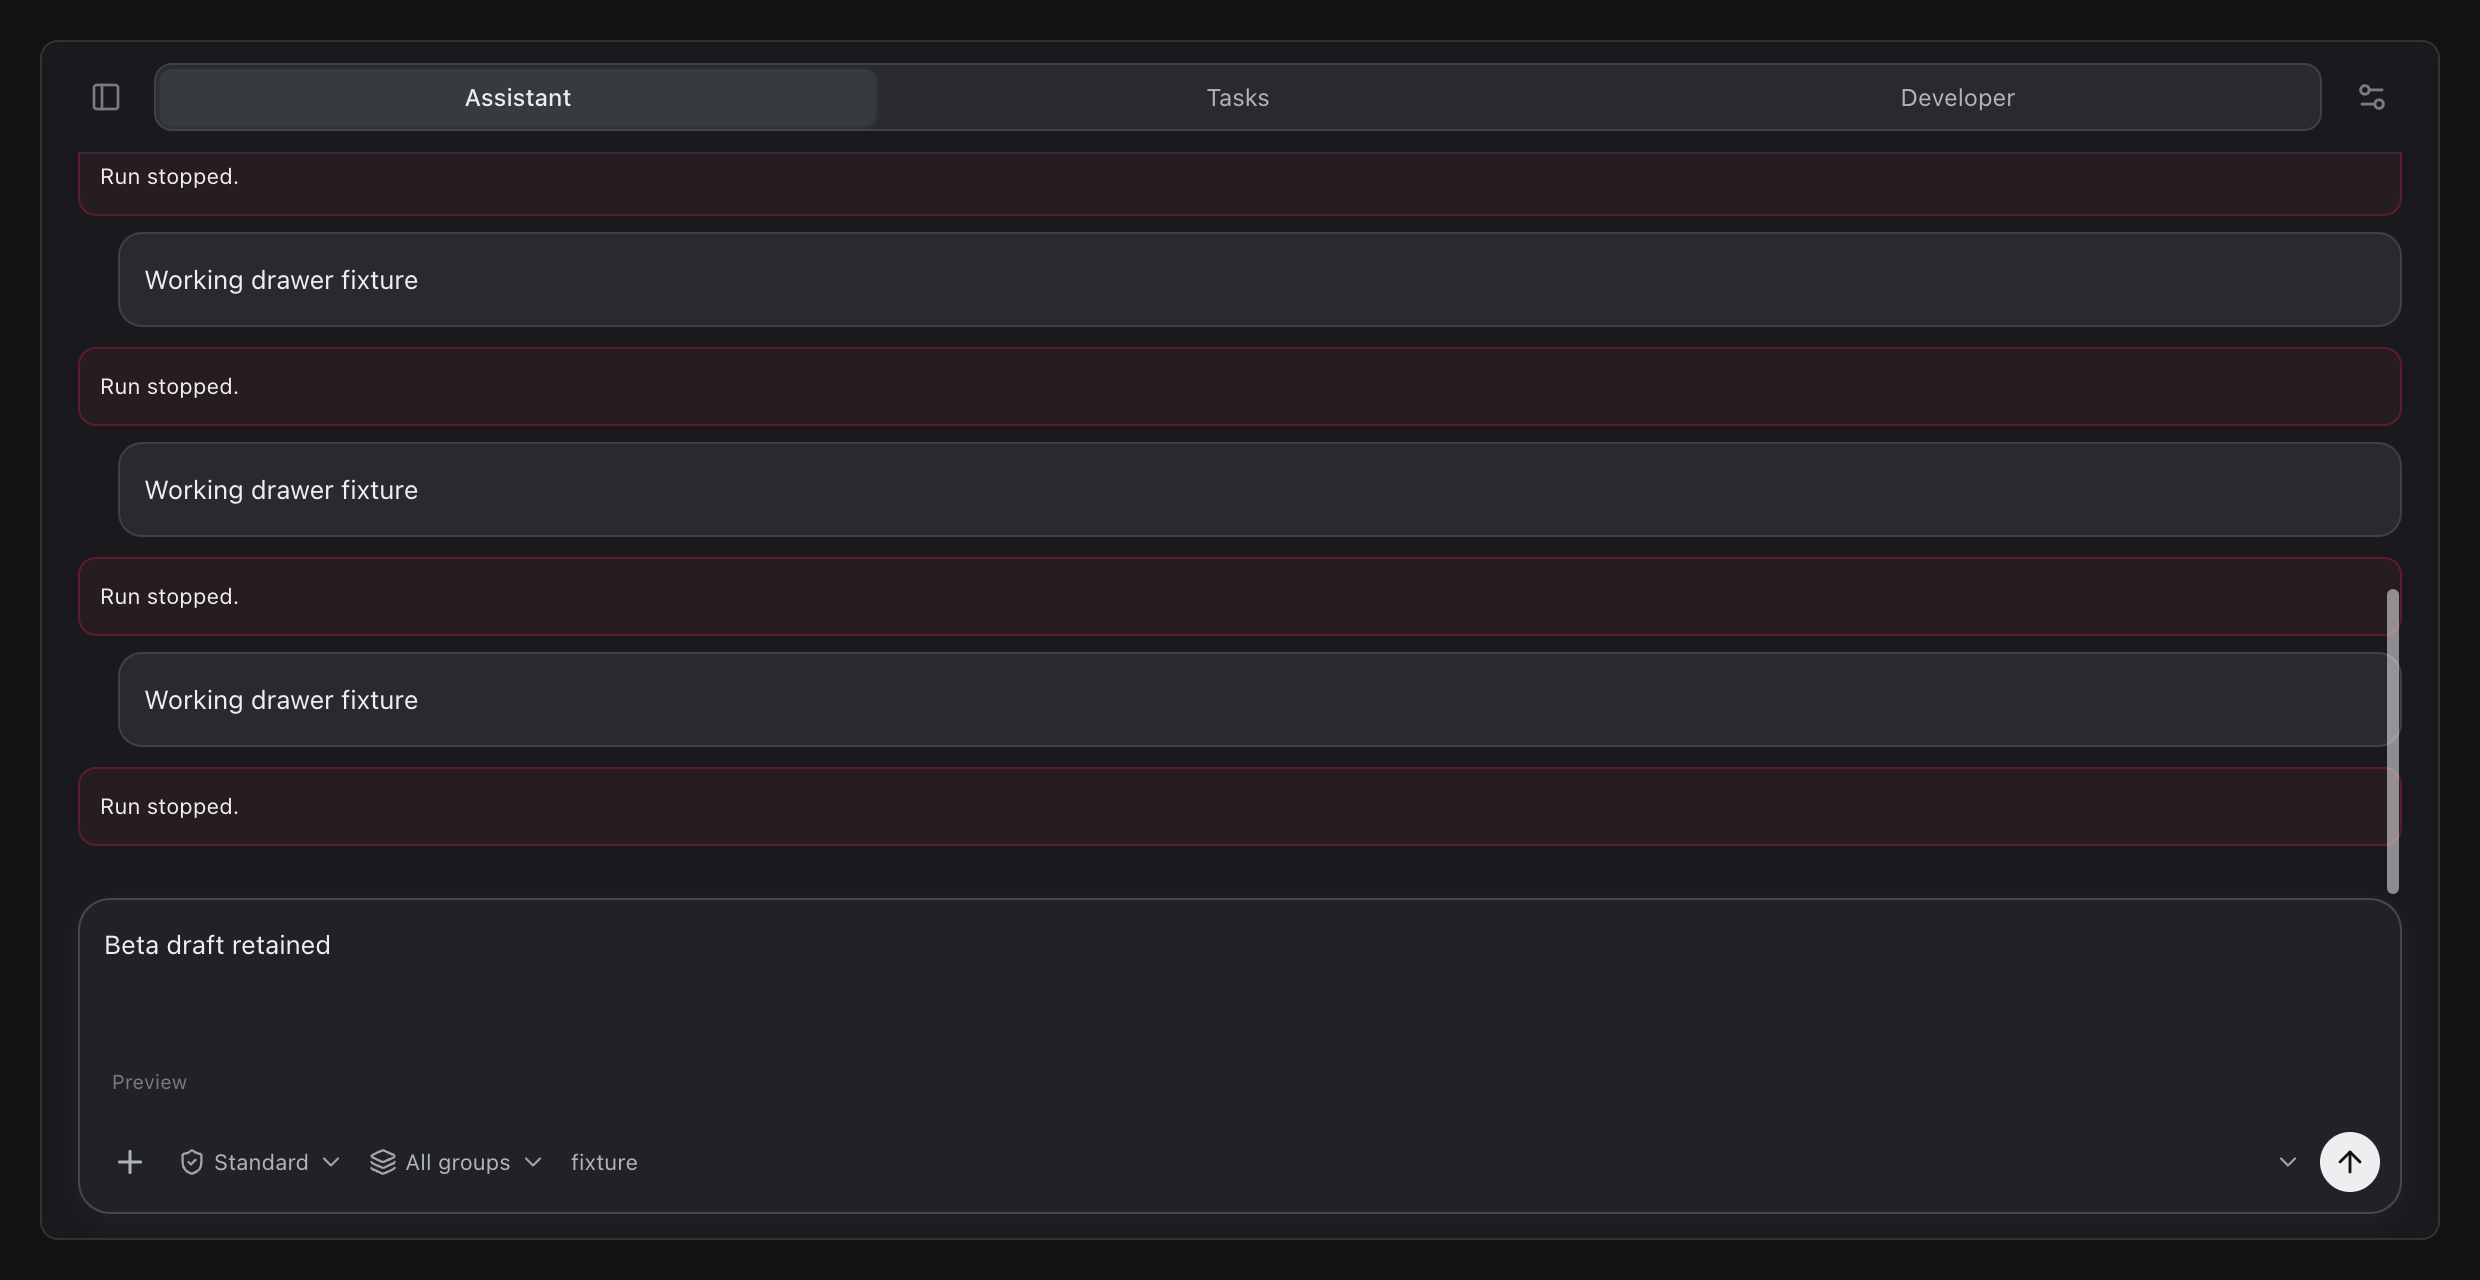 Assistant
Tasks
Developer
Run stopped.
Working drawer fixture
Run stopped.
Working drawer fixture
Run stopped.
Working drawer fixture
Run stopped.
Beta draft retained
Preview
Standard
All groups
fixture